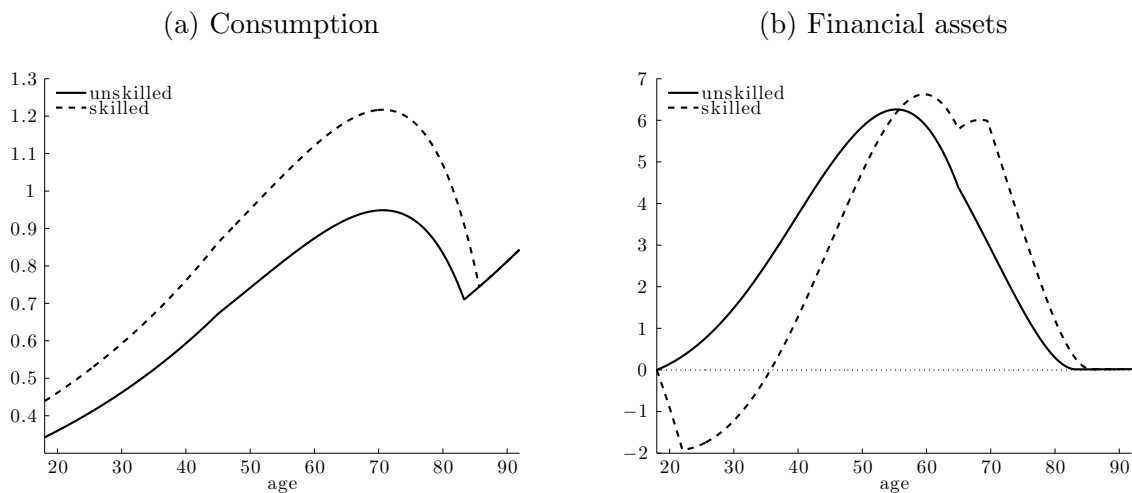 (a) Consumption
1.3
1.2
1.1
1
0.9
0.8
0.7
0.6
0.5
0.4
unskilled
skilled
20 30 40 50 60 70 80 90
age
(b) Financial assets
7
6
5
4
3
2
1
0
−1
−2
unskilled
skilled
20 30 40 50 60 70 80 90
age